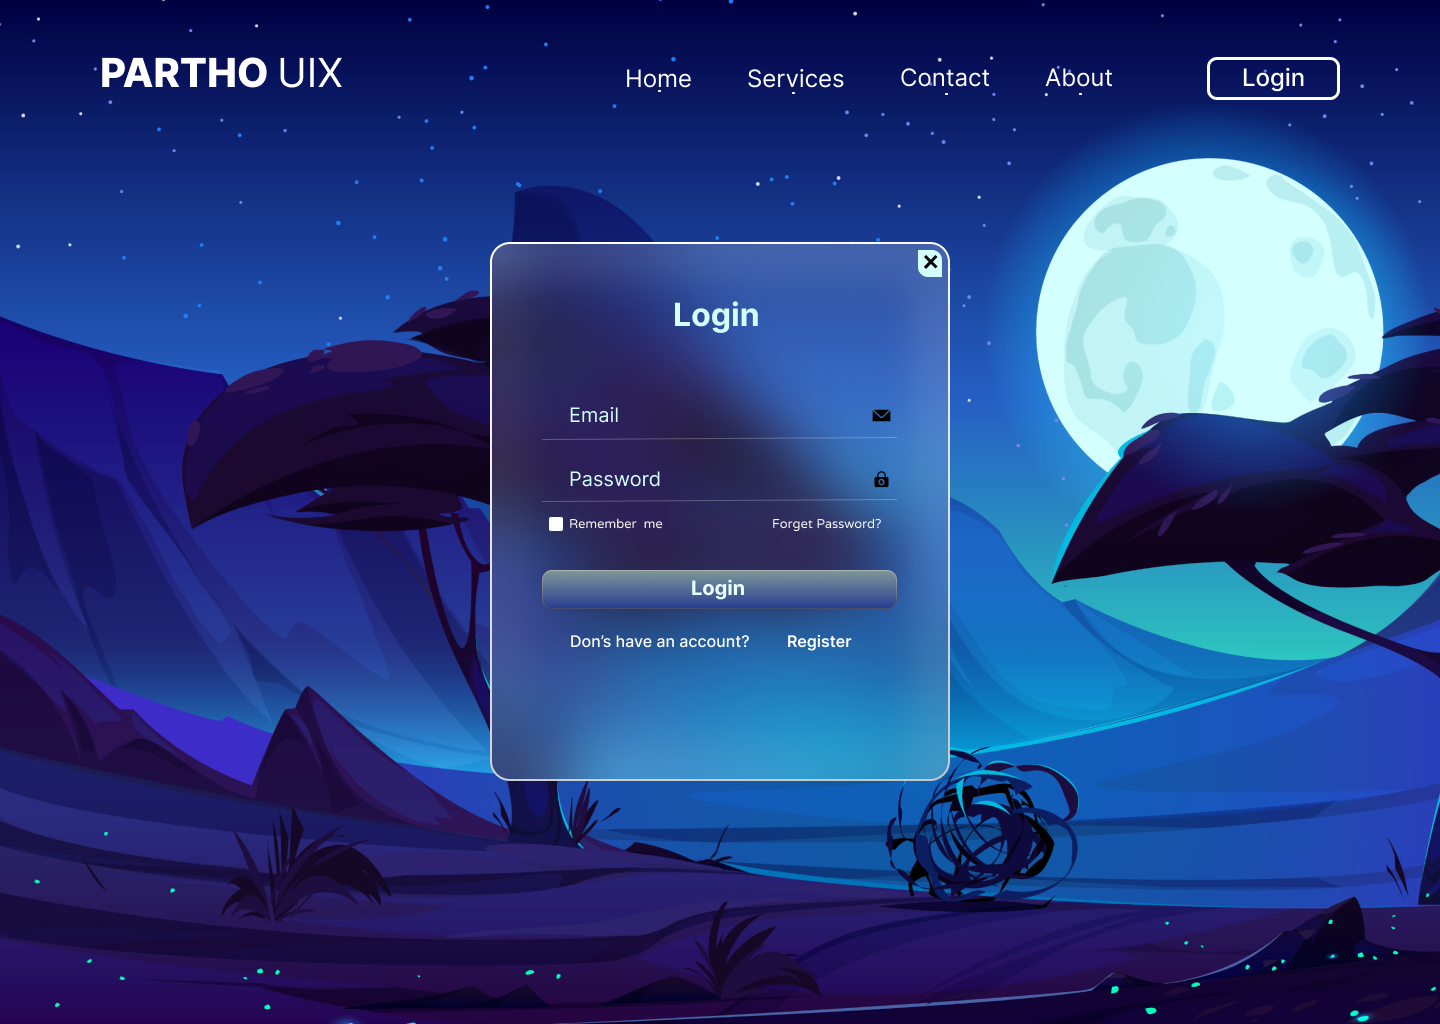 PARTHO UIX
Home Services Contact About Login
Login
Email
Password
Remember me Forget Password?
Login
Don's have an account? Register